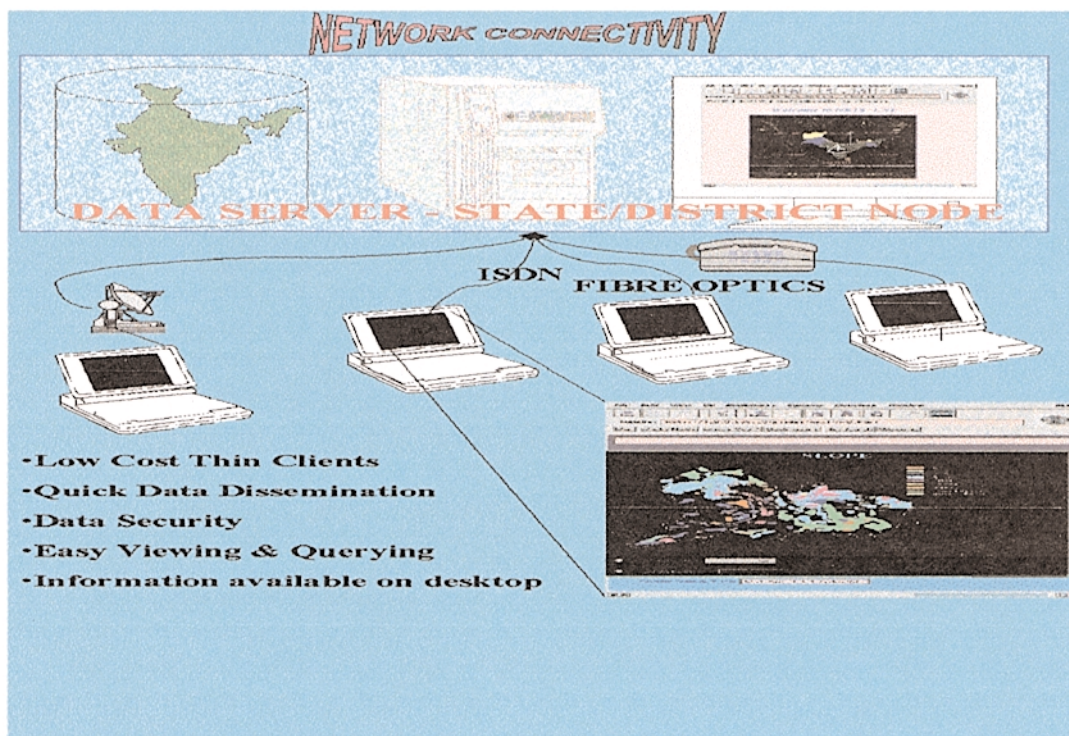 NETWORK CONNECTIVITY
DATA SERVER - STATE/DISTRICT NODE
ISDN
FIBRE OPTICS
•Low Cost Thin Clients
•Quick Data Dissemination
•Data Security
•Easy Viewing & Querying
•Information available on desktop
SLOPE